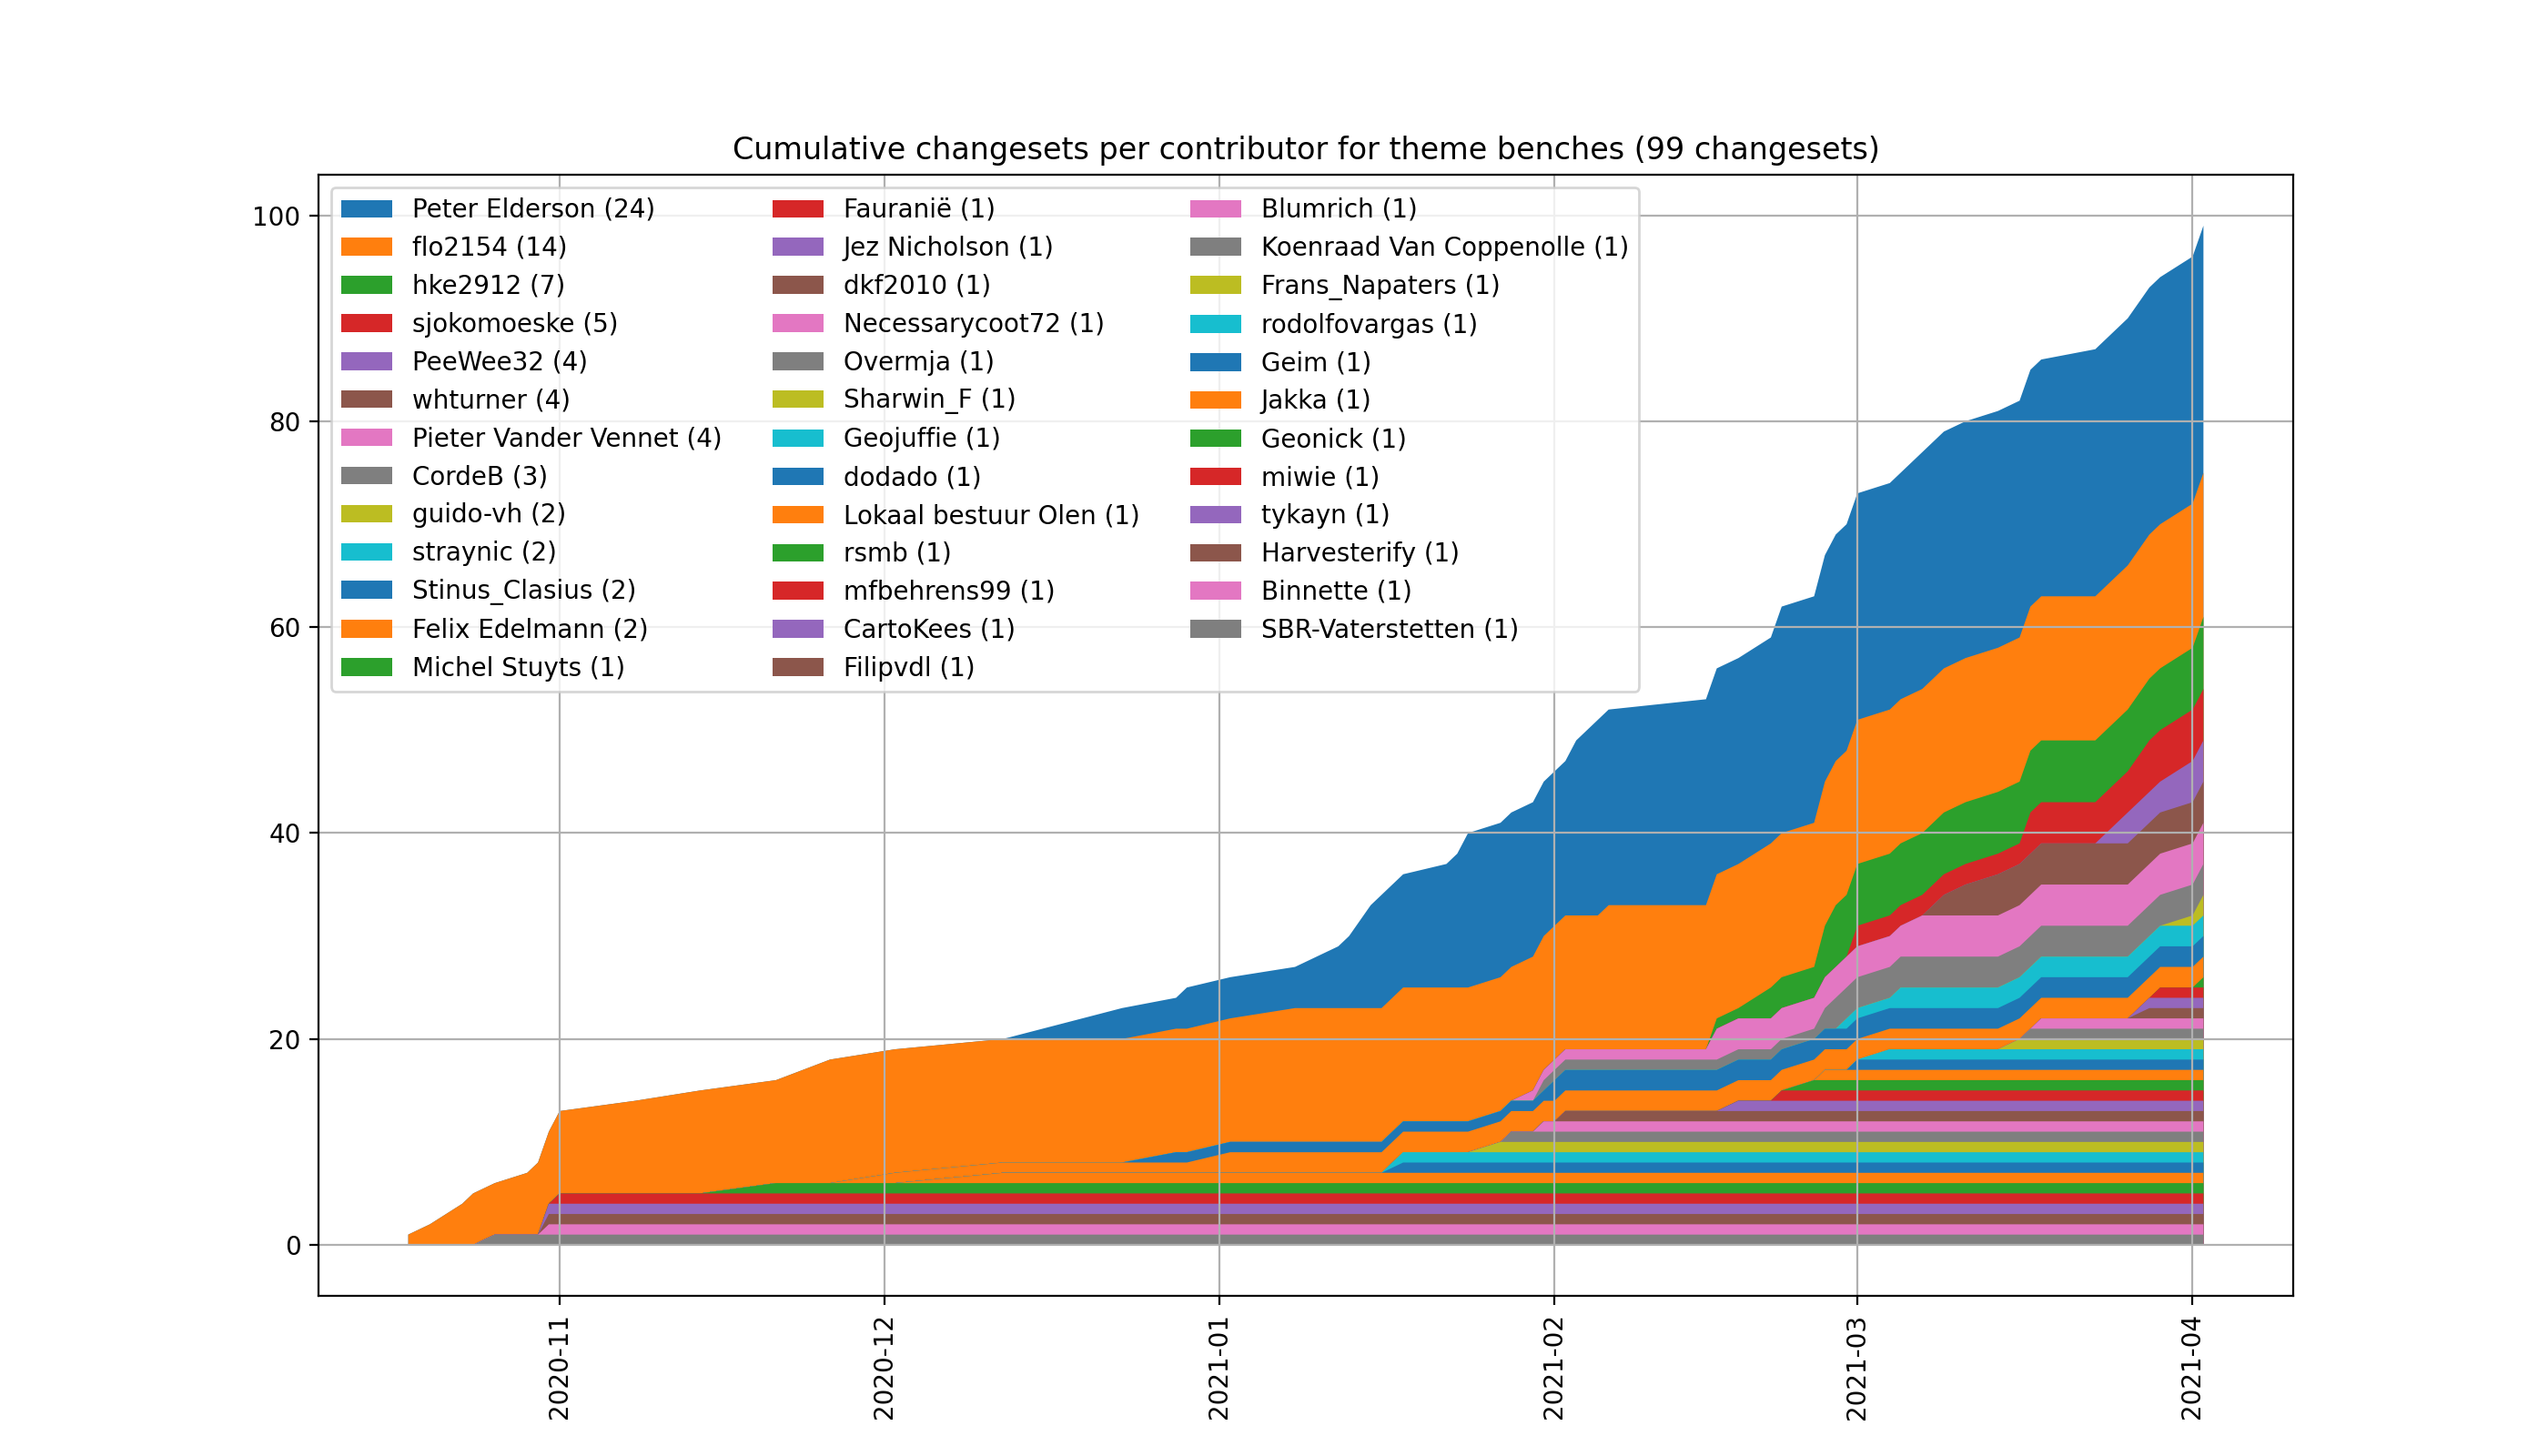 Cumulative changesets per contributor for theme benches (99 changesets)
Peter Elderson (24)
flo2154 (14)
hke2912 (7)
sjokomoeske (5)
PeeWee32 (4)
whturner (4)
Pieter Vander Vennet (4)
CordeB (3)
guido-vh (2)
straynic (2)
Stinus_Clasius (2)
Felix Edelmann (2)
Michel Stuyts (1)
Fauranië (1)
Jez Nicholson (1)
dkf2010 (1)
Necessarycoot72 (1)
Overmja (1)
Sharwin_F (1)
Geojuffie (1)
dodado (1)
Lokaal bestuur Olen (1)
rsmb (1)
mfbehrens99 (1)
CartoKees (1)
Filipvdl (1)
Blumrich (1)
Koenraad Van Coppenolle (1)
Frans_Napaters (1)
rodolfovargas (1)
Geim (1)
Jakka (1)
Geonick (1)
miwie (1)
tykayn (1)
Harvesterify (1)
Binnette (1)
SBR-Vaterstetten (1)
100
80
60
40
20
0
2020-11
2020-12
2021-01
2021-02
2021-03
2021-04